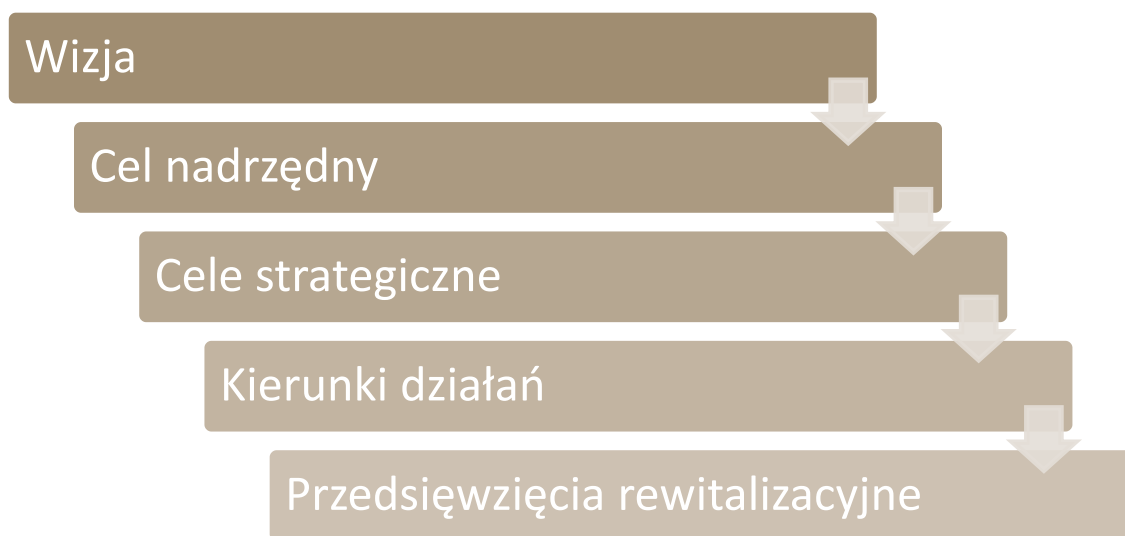 Wizja
Cel nadrzędny
Cele strategiczne
Kierunki działań
Przedsięwzięcia rewitalizacyjne